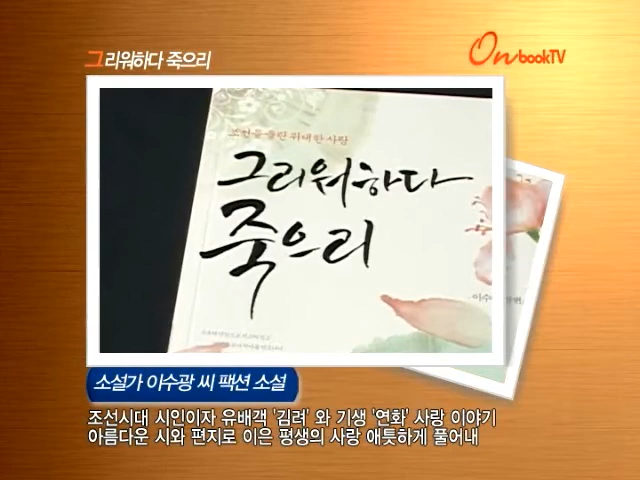 그리워하다 죽으리
On bookTV
조선을 울린 위대한 사랑
그리워하다
죽으리
소설가 이수광 씨 팩션 소설
조선시대 시인이자 유배객 '김려' 와 기생 '연화' 사랑 이야기
아름다운 시와 편지로 이은 평생의 사랑 애틋하게 풀어내